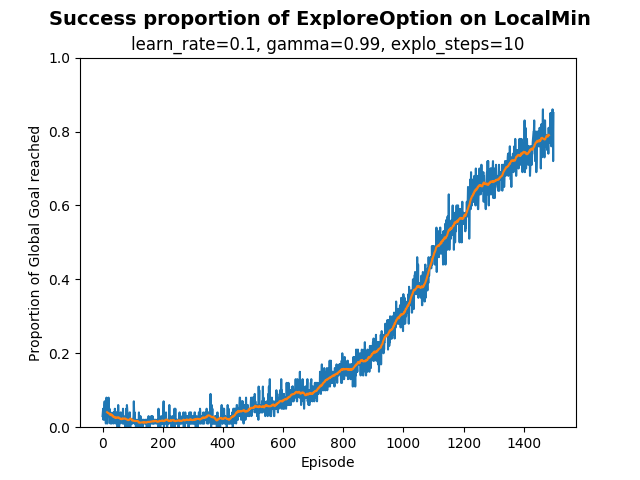 Success proportion of ExploreOption on LocalMin
learn_rate=0.1, gamma=0.99, explo_steps=10
1.0
0.8
0.6
0.4
0.2
0.0
Proportion of Global Goal reached
0 200 400 600 800 1000 1200 1400
Episode